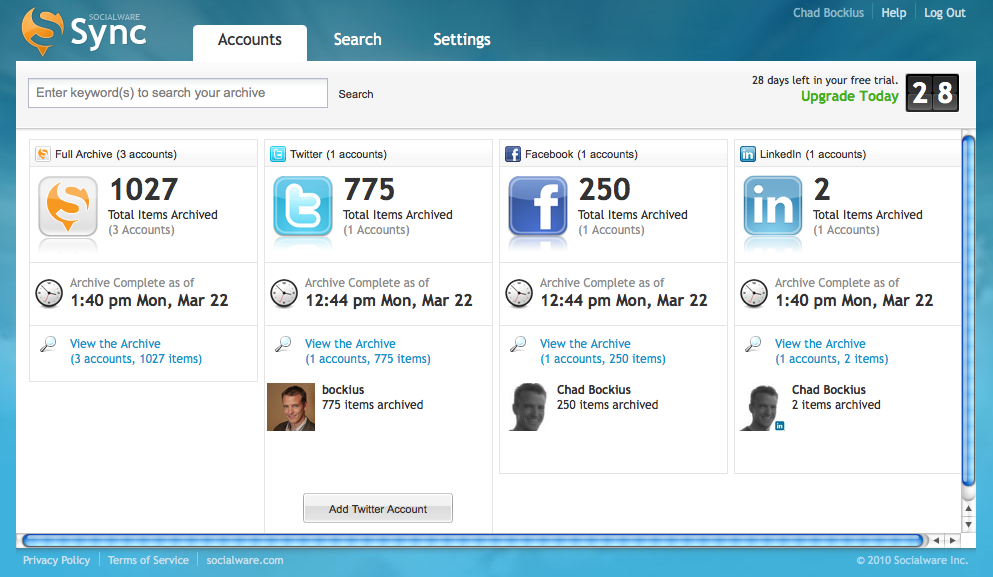 SOCIALWARE
Sync
Accounts
Search
Settings
Chad Bockius
Help
Log Out
Enter keyword(s) to search your archive
Search
28 days left in your free trial.
Upgrade Today
28
Full Archive (3 accounts)
1027
Total Items Archived
(3 Accounts)
Archive Complete as of
1:40 pm Mon, Mar 22
View the Archive
(3 accounts, 1027 items)
Twitter (1 accounts)
775
Total Items Archived
(1 Accounts)
Archive Complete as of
12:44 pm Mon, Mar 22
View the Archive
(1 accounts, 775 items)
bockius
775 items archived
Add Twitter Account
Facebook (1 accounts)
250
Total Items Archived
(1 Accounts)
Archive Complete as of
12:44 pm Mon, Mar 22
View the Archive
(1 accounts, 250 items)
Chad Bockius
250 items archived
LinkedIn (1 accounts)
in
2
Total Items Archived
(1 Accounts)
Archive Complete as of
1:40 pm Mon, Mar 22
View the Archive
(1 accounts, 2 items)
Chad Bockius
2 items archived
in
Privacy Policy
Terms of Service
socialware.com
© 2010 Socialware Inc.